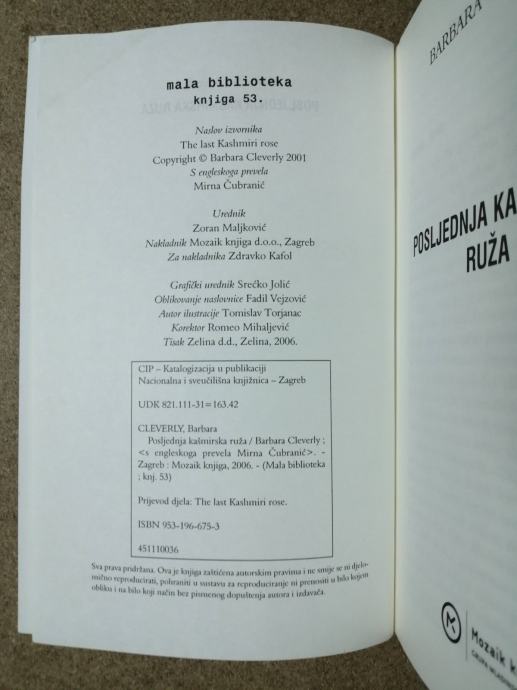 mala biblioteka
knjiga 53.
Naslov izvornika
The last Kashmiri rose
Copyright © Barbara Cleverly 2001
S engleskoga prevela
Mirna Čubranić
Urednik
Zoran Maljković
Nakladnik Mozaik knjiga d.o.o., Zagreb
Za nakladnika Zdravko Kafol
Grafički urednik Srećko Jolić
Oblikovanje naslovnice Fadil Vejzović
Autor ilustracije Tomislav Torjanac
Korektor Romeo Mihaljević
Tisak Zelina d.d., Zelina, 2006.
CIP – Katalogizacija u publikaciji
Nacionalna i sveučilišna knjižnica – Zagreb
UDK 821.111-31=163.42
CLEVERLY, Barbara
Posljednja kašmirska ruža / Barbara Cleverly ;
<s engleskoga prevela Mirna Čubranić>. -
Zagreb : Mozaik knjiga, 2006. - (Mala biblioteka
; knj. 53)
Prijevod djela: The last Kashmiri rose.
ISBN 953-196-675-3
451110036
Sva prava pridržana. Ova je knjiga zaštićena autorskim pravima i ne smije se ni djelo-
mično reproducirati, pohraniti u sustavu za reproduciranje ni prenositi u bilo kojem
obliku i na bilo koji način bez pismenog dopuštenja autora i izdavača.
BARBARA
POSLJEDNJA KA
RUŽA
Mozaik k